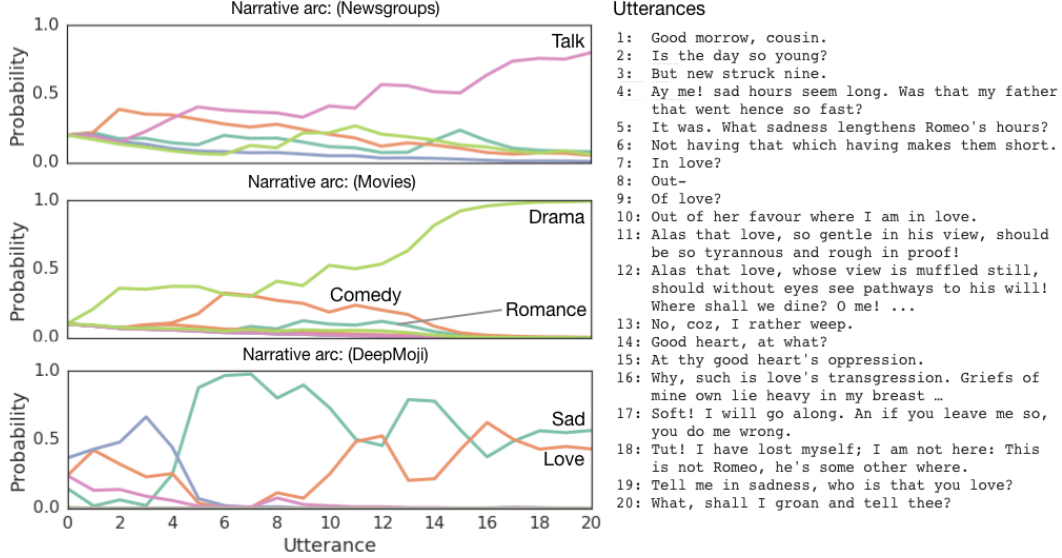 Narrative arc: (Newsgroups)
1.0
0.5
0.0
Probability
Talk
Narrative arc: (Movies)
1.0
0.5
0.0
Probability
Drama
Comedy
Romance
Narrative arc: (DeepMoji)
1.0
0.5
0.0
Probability
Sad
Love
0 2 4 6 8 10 12 14 16 18 20
Utterance
Utterances
1: Good morrow, cousin.
2: Is the day so young?
3: But new struck nine.
4: Ay me! sad hours seem long. Was that my father
that went hence so fast?
5: It was. What sadness lengthens Romeo's hours?
6: Not having that which having makes them short.
7: In love?
8: Out-
9: Of love?
10: Out of her favour where I am in love.
11: Alas that love, so gentle in his view, should
be so tyrannous and rough in proof!
12: Alas that love, whose view is muffled still,
should without eyes see pathways to his will!
Where shall we dine? O me! ...
13: No, coz, I rather weep.
14: Good heart, at what?
15: At thy good heart's oppression.
16: Why, such is love's transgression. Griefs of
mine own lie heavy in my breast …
17: Soft! I will go along. An if you leave me so,
you do me wrong.
18: Tut! I have lost myself; I am not here: This
is not Romeo, he's some other where.
19: Tell me in sadness, who is that you love?
20: What, shall I groan and tell thee?